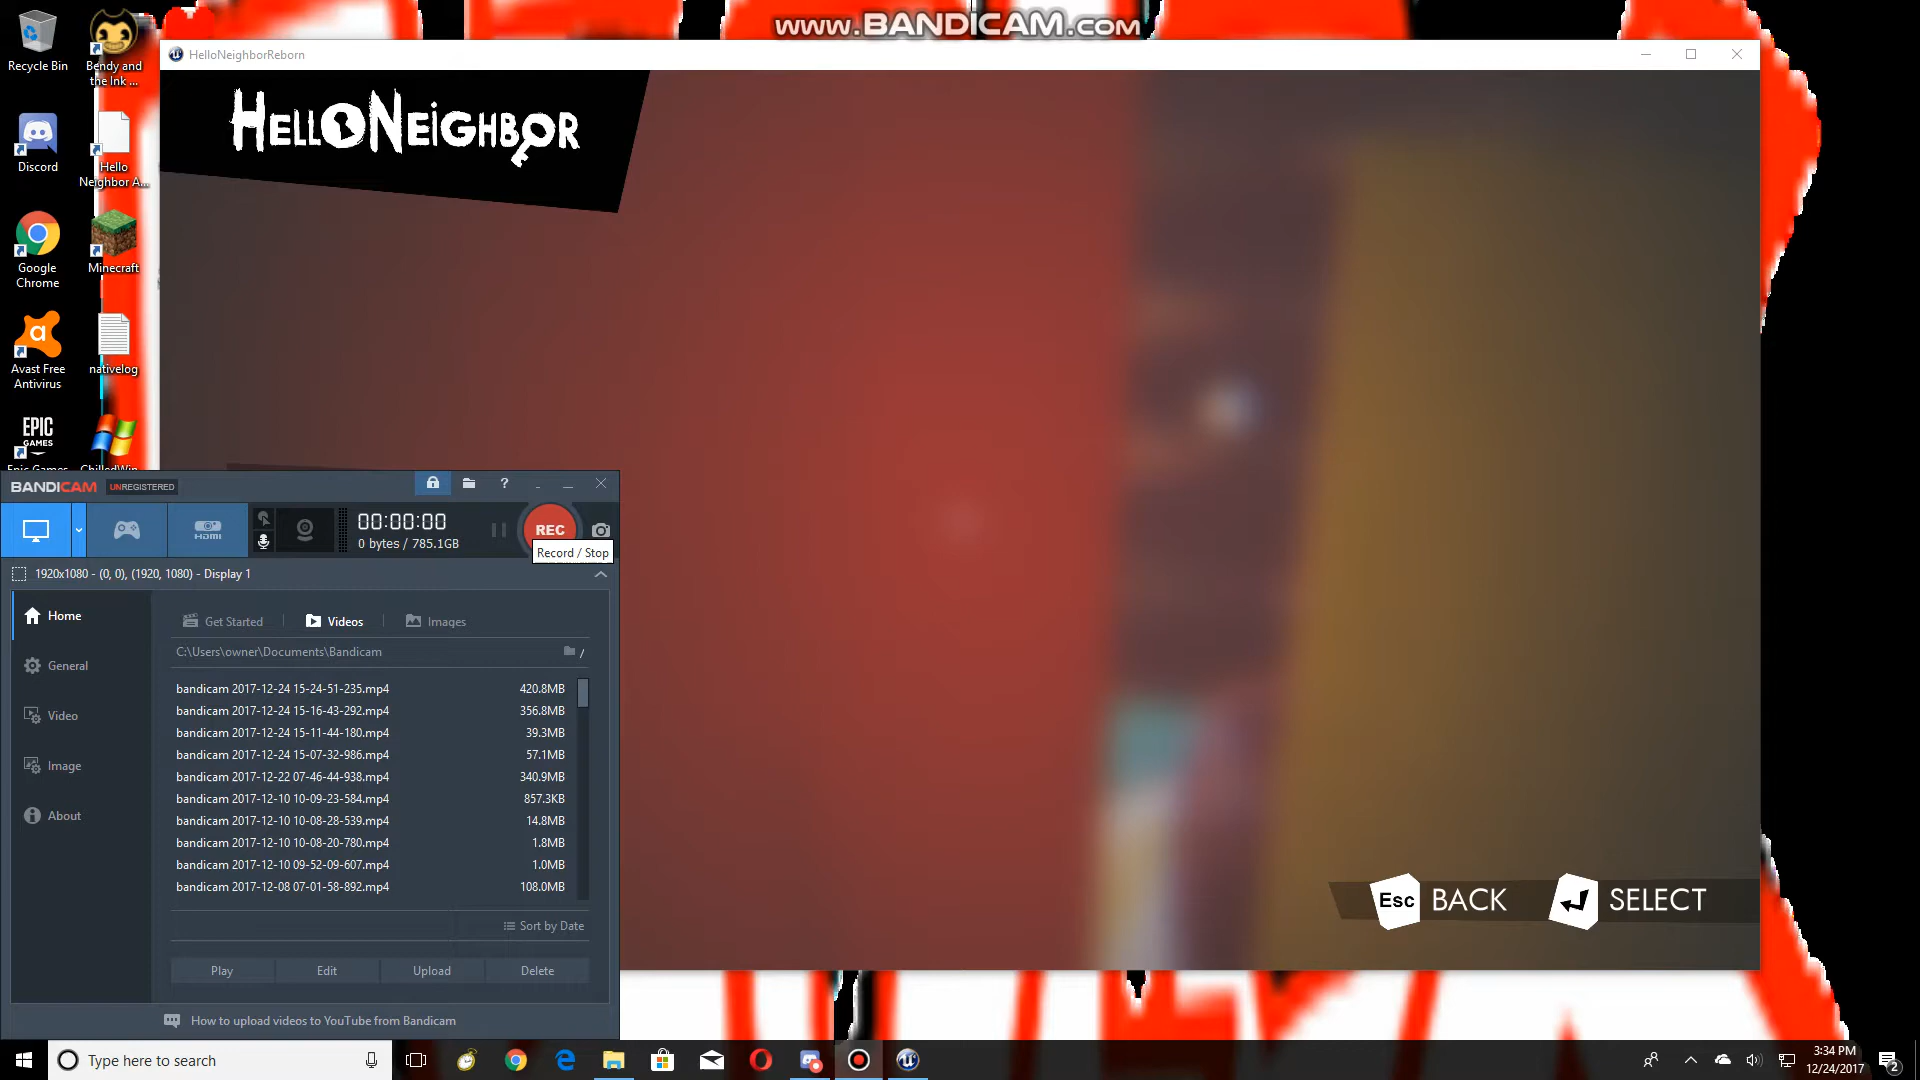 www.BANDICAM.com
Recycle Bin
Bendy and
the Ink ...
Discord
Hello
Neighbor A...
Google
Chrome
Minecraft
Avast Free
Antivirus
nativelog
EPIC
GAMES
Epic Games
ChilledWin...
HelloNeighborReborn
HELLO NEIGHBOR
BANDICAM
UNREGISTERED
?
HDMI
00:00:00
0 bytes / 785.1GB
REC
Record / Stop
1920x1080 - (0, 0), (1920, 1080) - Display 1
Home
General
Video
Image
About
Get Started
Videos
Images
C:\Users\owner\Documents\Bandicam
/
bandicam 2017-12-24 15-24-51-235.mp4 420.8MB
bandicam 2017-12-24 15-16-43-292.mp4 356.8MB
bandicam 2017-12-24 15-11-44-180.mp4 39.3MB
bandicam 2017-12-24 15-07-32-986.mp4 57.1MB
bandicam 2017-12-22 07-46-44-938.mp4 340.9MB
bandicam 2017-12-10 10-09-23-584.mp4 857.3KB
bandicam 2017-12-10 10-08-28-539.mp4 14.8MB
bandicam 2017-12-10 10-08-20-780.mp4 1.8MB
bandicam 2017-12-10 09-52-09-607.mp4 1.0MB
bandicam 2017-12-08 07-01-58-892.mp4 108.0MB
Sort by Date
Play Edit Upload Delete
How to upload videos to YouTube from Bandicam
Esc BACK SELECT
Type here to search
3:34 PM
12/24/2017
2